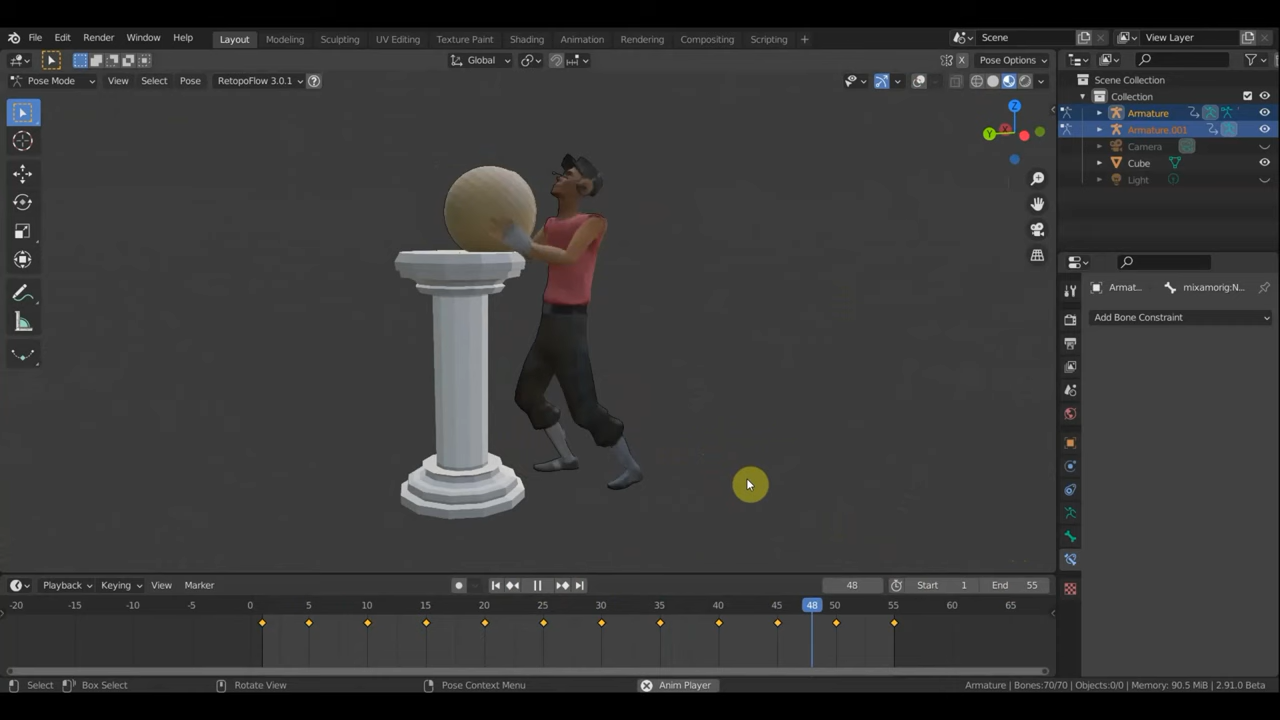 File Edit Render Window Help Layout Modeling Sculpting UV Editing Texture Paint Shading Animation Rendering Compositing Scripting + Scene View Layer
Global Pose Options
Pose Mode View Select Pose RetopoFlow 3.0.1
Scene Collection
Collection
Armature
Armature.001
Camera
Cube
Light
Z
Y
X
Armat... mixamorig:N...
Add Bone Constraint
Playback Keying View Marker 48 Start 1 End 55
-20 -15 -10 -5 0 5 10 15 20 25 30 35 40 45 48 50 55 60 65
Select Box Select Rotate View Pose Context Menu Anim Player Armature | Bones:70/70 | Objects:0/0 | Memory: 90.5 MiB | 2.91.0 Beta